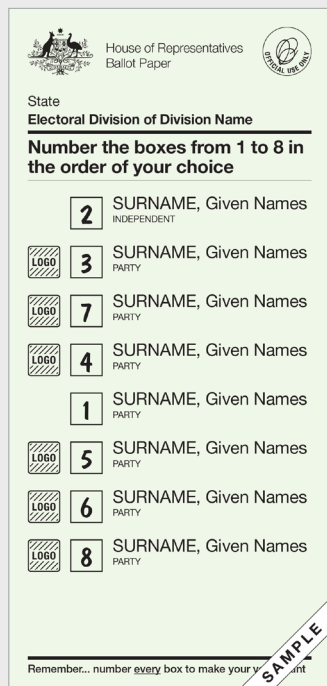 House of Representatives
Ballot Paper
OFFICIAL USE ONLY
State
Electoral Division of Division Name
Number the boxes from 1 to 8 in
the order of your choice
2 SURNAME, Given Names
INDEPENDENT
LOGO 3 SURNAME, Given Names
PARTY
LOGO 7 SURNAME, Given Names
PARTY
LOGO 4 SURNAME, Given Names
PARTY
1 SURNAME, Given Names
PARTY
LOGO 5 SURNAME, Given Names
PARTY
LOGO 6 SURNAME, Given Names
PARTY
LOGO 8 SURNAME, Given Names
PARTY
Remember... number every box to make your
SAMPLE